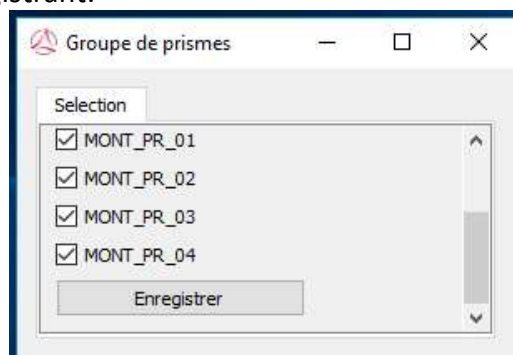 Groupe de prismes
Selection
MONT_PR_01
MONT_PR_02
MONT_PR_03
MONT_PR_04
Enregistrer